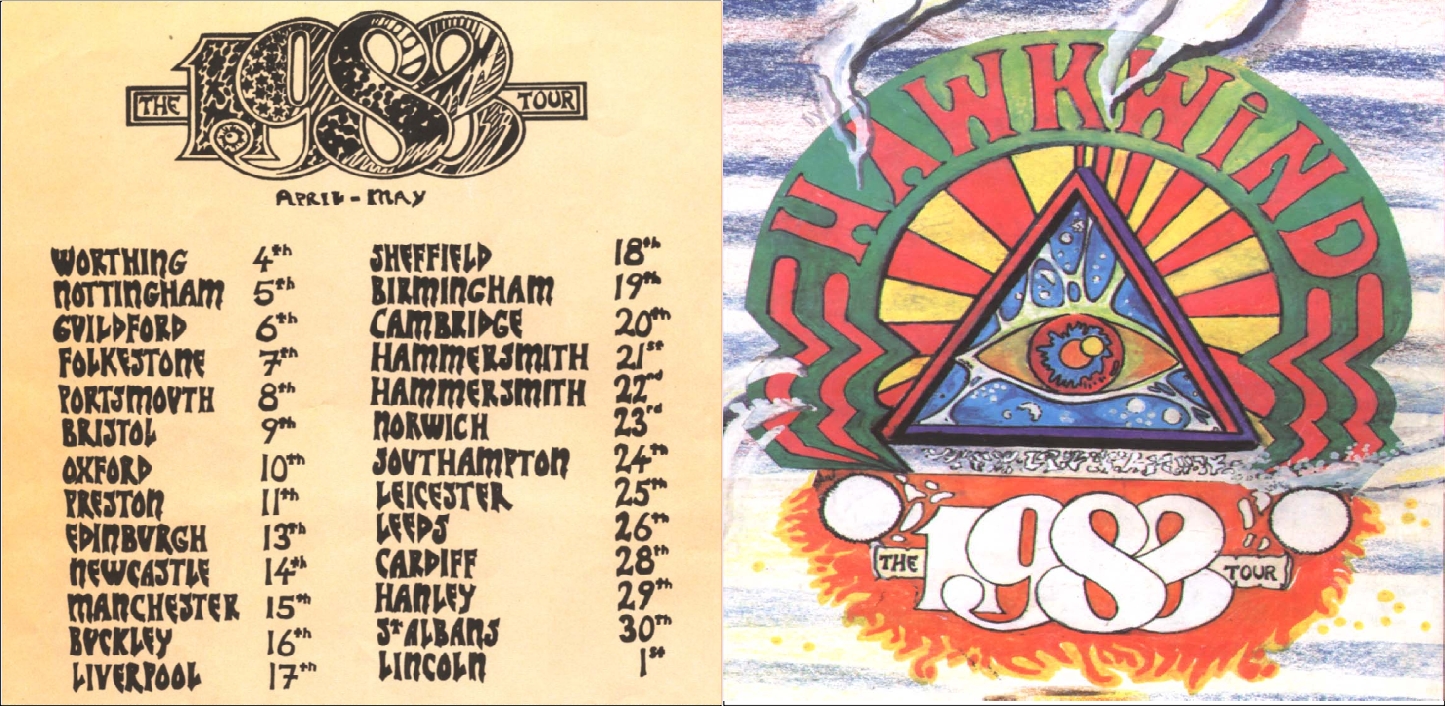 THE 1988 TOUR
APRIL - MAY
WORTHING 4th
NOTTINGHAM 5th
GUILDFORD 6th
FOLKESTONE 7th
PORTSMOUTH 8th
BRISTOL 9th
OXFORD 10th
PRESTON 11th
EDINBURGH 13th
NEWCASTLE 14th
MANCHESTER 15th
BUCKLEY 16th
LIVERPOOL 17th
SHEFFIELD 18th
BIRMINGHAM 19th
CAMBRIDGE 20th
HAMMERSMITH 21st
HAMMERSMITH 22nd
NORWICH 23rd
SOUTHAMPTON 24th
LEICESTER 25th
LEEDS 26th
CARDIFF 28th
HANLEY 29th
St ALBANS 30th
LINCOLN 1st
HAWKWIND
THE 1988 TOUR